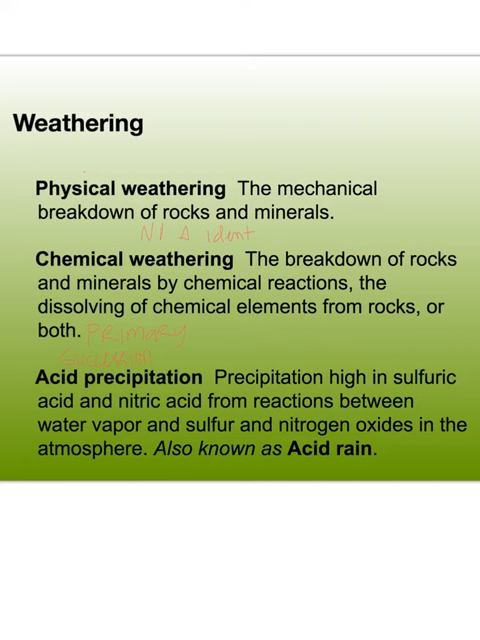 Weathering
Physical weathering The mechanical
breakdown of rocks and minerals.
Δ ident
Chemical weathering The breakdown of rocks
and minerals by chemical reactions, the
dissolving of chemical elements from rocks, or
both. PRIMARY
Succession
Acid precipitation Precipitation high in sulfuric
acid and nitric acid from reactions between
water vapor and sulfur and nitrogen oxides in the
atmosphere. Also known as Acid rain.